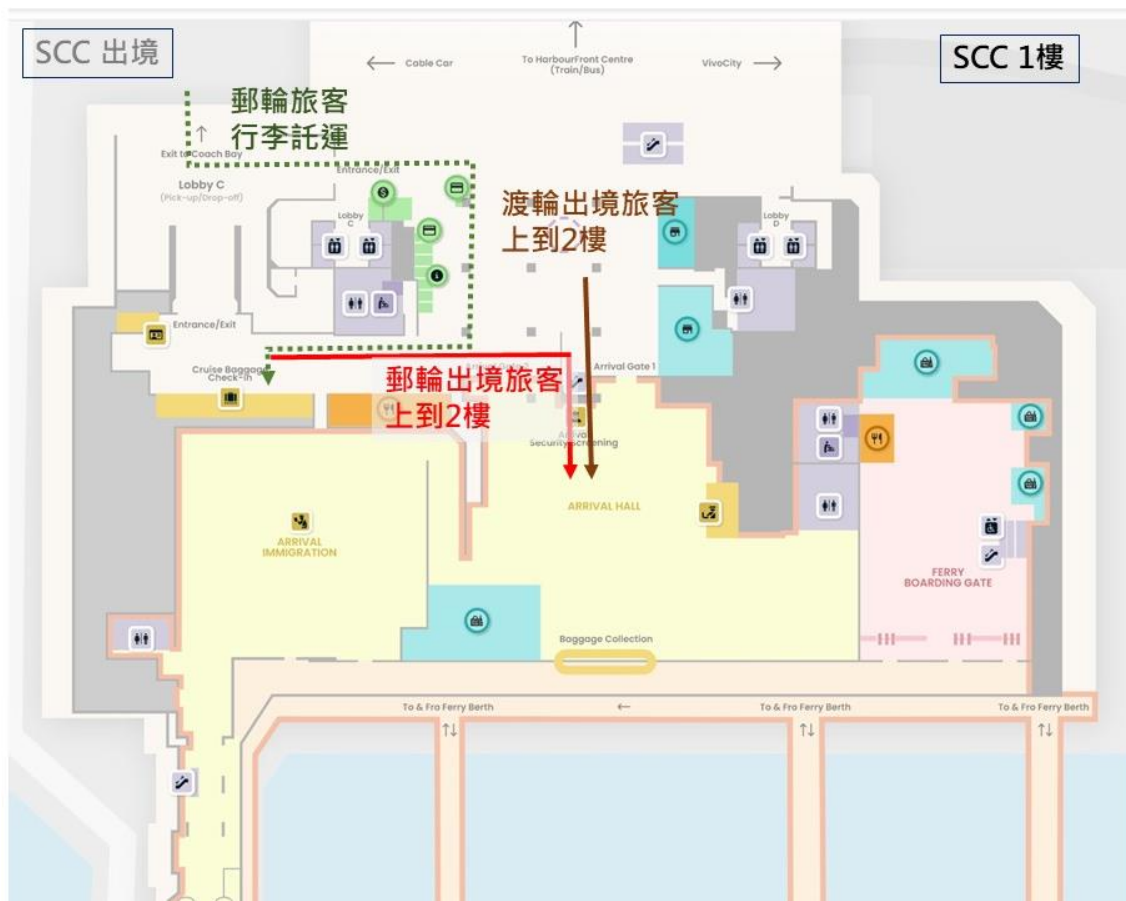 SCC 出境
SCC 1樓
Cable Car
To HarbourFront Centre
(Train/Bus)
VivoCity
郵輪旅客
行李託運
Exit to Coach Bay
Lobby C
(Pick-up/Drop-off)
Entrance/Exit
Lobby
C
渡輪出境旅客
上到2樓
Lobby
D
Entrance/Exit
Cruise Baggage
Check-in
郵輪出境旅客
上到2樓
Arrival Gate 1
Security Screening
ARRIVAL HALL
ARRIVAL
IMMIGRATION
FERRY
BOARDING GATE
Baggage Collection
To & Fro Ferry Berth
To & Fro Ferry Berth
To & Fro Ferry Berth